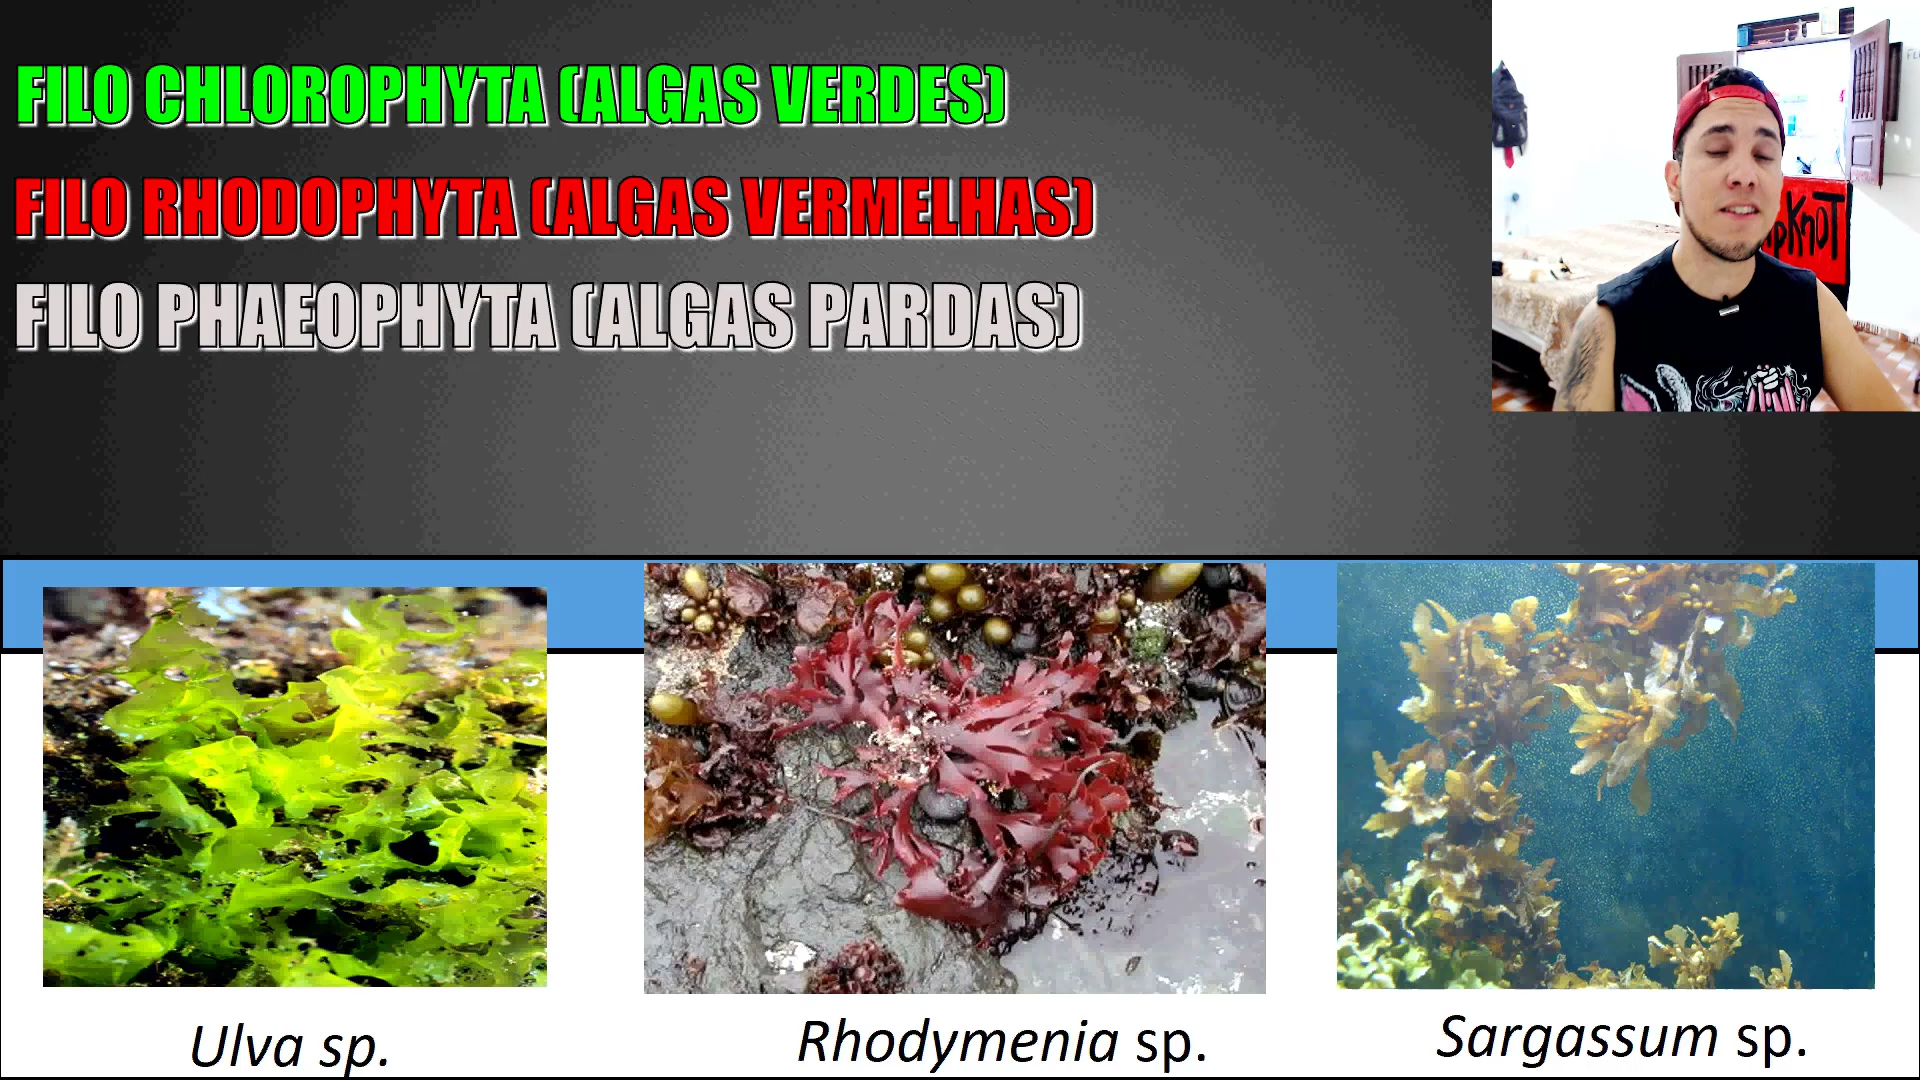 FILO CHLOROPHYTA (ALGAS VERDES)
FILO RHODOPHYTA (ALGAS VERMELHAS)
FILO PHAEOPHYTA (ALGAS PARDAS)
Ulva sp.
Rhodymenia sp.
Sargassum sp.